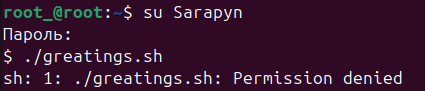 root_@root:~$ su Sarapyn
Пароль:
$ ./greatings.sh
sh: 1: ./greatings.sh: Permission denied